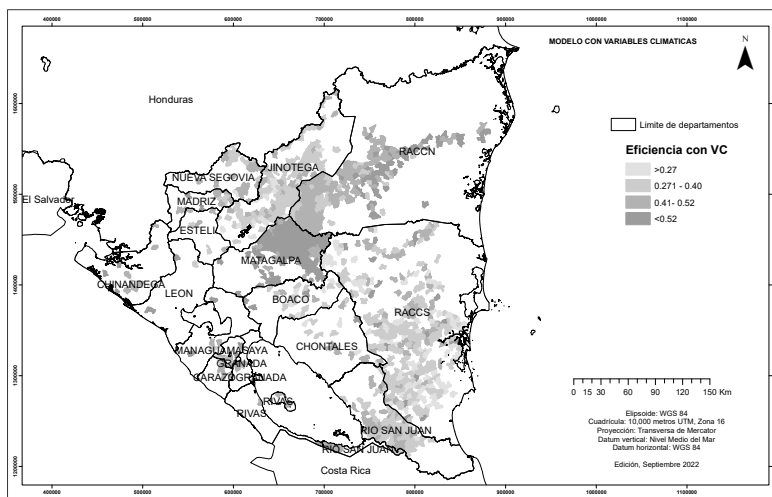 400000 500000 600000 700000 800000 900000 1000000 1100000
MODELO CON VARIABLES CLIMATICAS
N
Honduras
El Salvador
Costa Rica
RACCN
JINOTEGA
NUEVA SEGOVIA
MADRIZ
ESTELI
MATAGALPA
CHINANDEGA
LEON
BOACO
RACCS
CHONTALES
MANAGUA
MASAYA
GRANADA
CARAZO
GRANADA
RIVAS
RIVAS
RIO SAN JUAN
RIO SAN JUAN
Limite de departamentos
Eficiencia con VC
>0.27
0.271 - 0.40
0.41- 0.52
<0.52
0 15 30 60 90 120 150 Km
Elipsoide: WGS 84
Cuadrícula: 10,000 metros UTM, Zona 16
Proyección: Transversa de Mercator
Datum vertical: Nivel Medio del Mar
Datum horizontal: WGS 84
Edición, Septiembre 2022
400000 500000 600000 700000 800000 900000 1000000 1100000